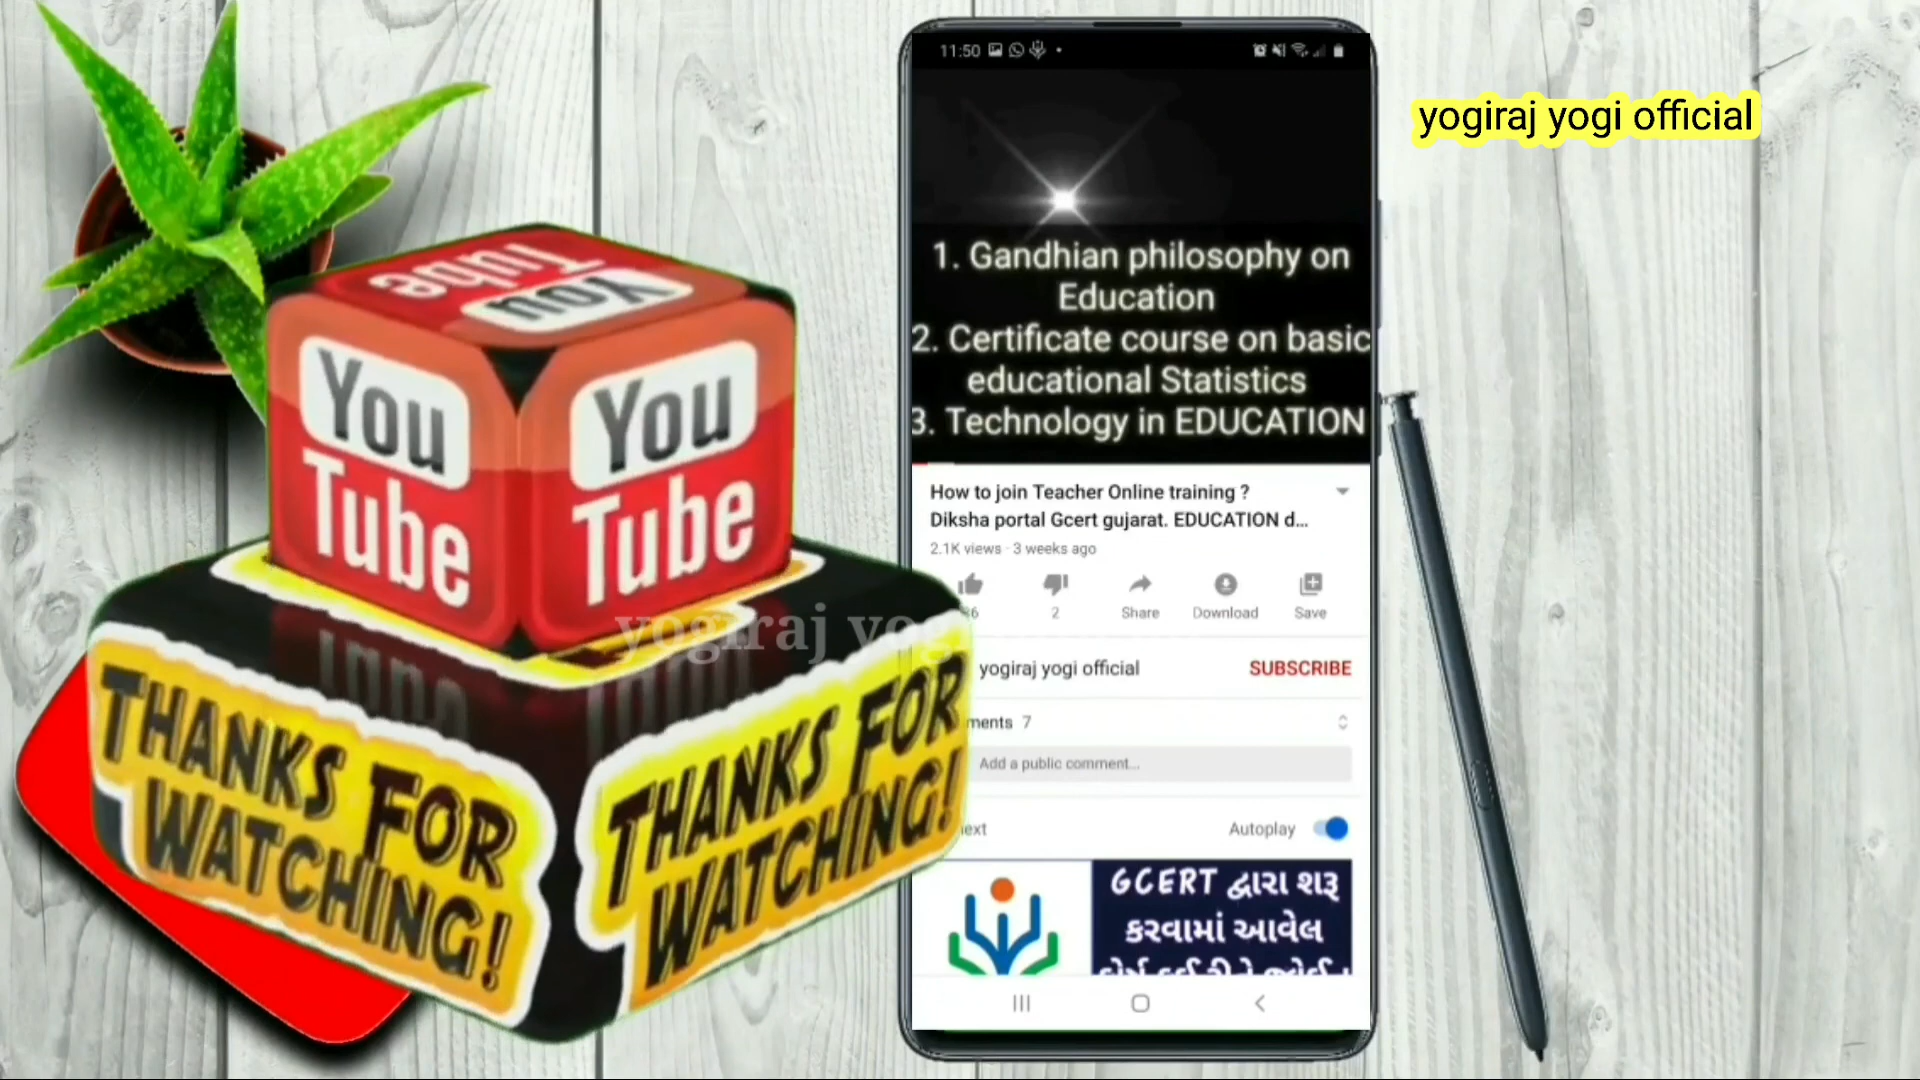 You
Tube
You
Tube
You
Tube
THANKS FOR
WATCHING!
THANKS FOR
WATCHING!
yogiraj yogi
11:50
1. Gandhian philosophy on
Education
2. Certificate course on basic
educational Statistics
3. Technology in EDUCATION
How to join Teacher Online training ?
Diksha portal Gcert gujarat. EDUCATION d...
2.1K views · 3 weeks ago
2
Share
Download
Save
yogiraj yogi official
SUBSCRIBE
7
Add a public comment...
Autoplay
GCERT દ્વારા શરૂ
કરવામાં આવેલ
yogiraj yogi official